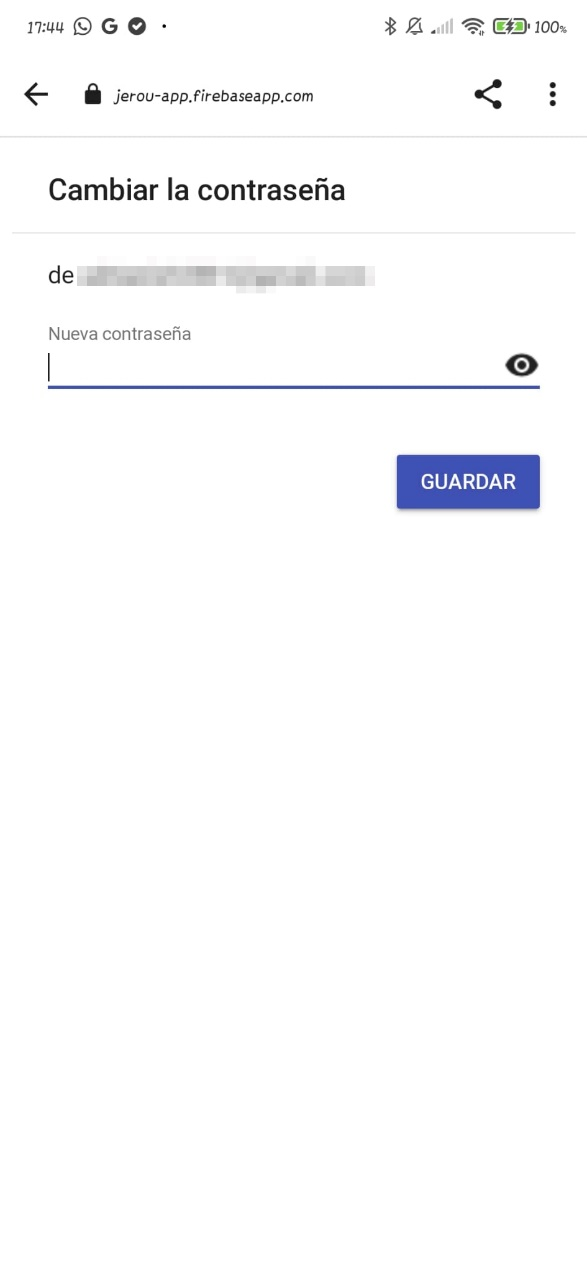 17:44 100%
jerou-app.firebaseapp.com
Cambiar la contraseña
de
Nueva contraseña
GUARDAR